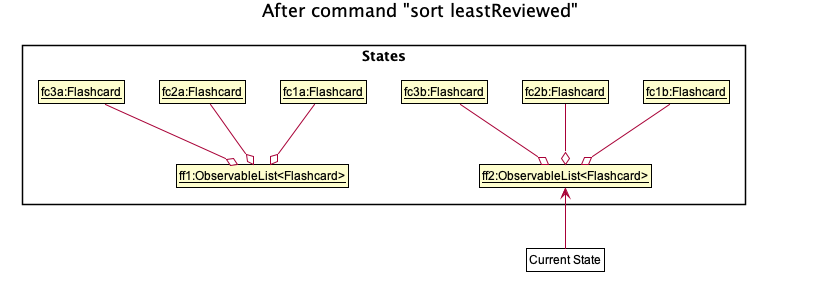 After command "sort leastReviewed"
States
fc3a:Flashcard
fc2a:Flashcard
fc1a:Flashcard
fc3b:Flashcard
fc2b:Flashcard
fc1b:Flashcard
ff1:ObservableList<Flashcard>
ff2:ObservableList<Flashcard>
Current State